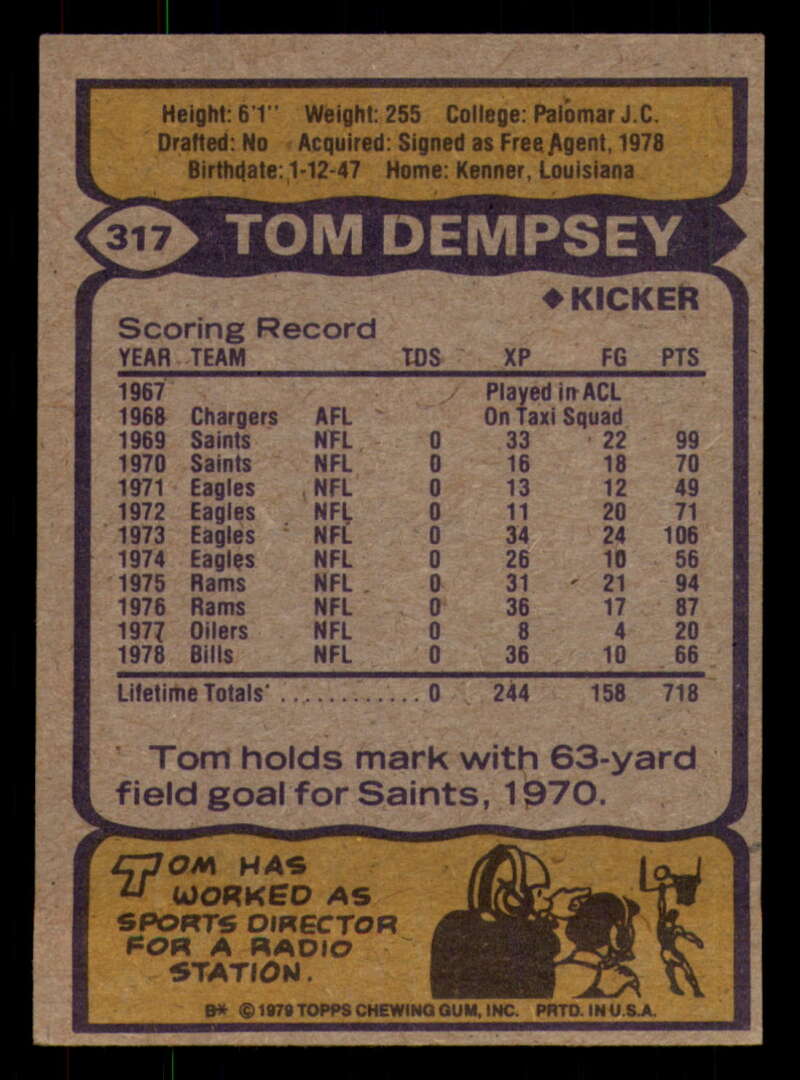 Height: 6'1" Weight: 255 College: Palomar J.C.
Drafted: No Acquired: Signed as Free Agent, 1978
Birthdate: 1-12-47 Home: Kenner, Louisiana
317 TOM DEMPSEY
◆KICKER
Scoring Record
YEAR TEAM TDS XP FG PTS
1967 Played in ACL
1968 Chargers AFL On Taxi Squad
1969 Saints NFL 0 33 22 99
1970 Saints NFL 0 16 18 70
1971 Eagles NFL 0 13 12 49
1972 Eagles NFL 0 11 20 71
1973 Eagles NFL 0 34 24 106
1974 Eagles NFL 0 26 10 56
1975 Rams NFL 0 31 21 94
1976 Rams NFL 0 36 17 87
1977 Oilers NFL 0 8 4 20
1978 Bills NFL 0 36 10 66
Lifetime Totals ............ 0 244 158 718
Tom holds mark with 63-yard
field goal for Saints, 1970.
TOM HAS
WORKED AS
SPORTS DIRECTOR
FOR A RADIO
STATION.
B* © 1979 TOPPS CHEWING GUM, INC. PRTD. IN U.S.A.